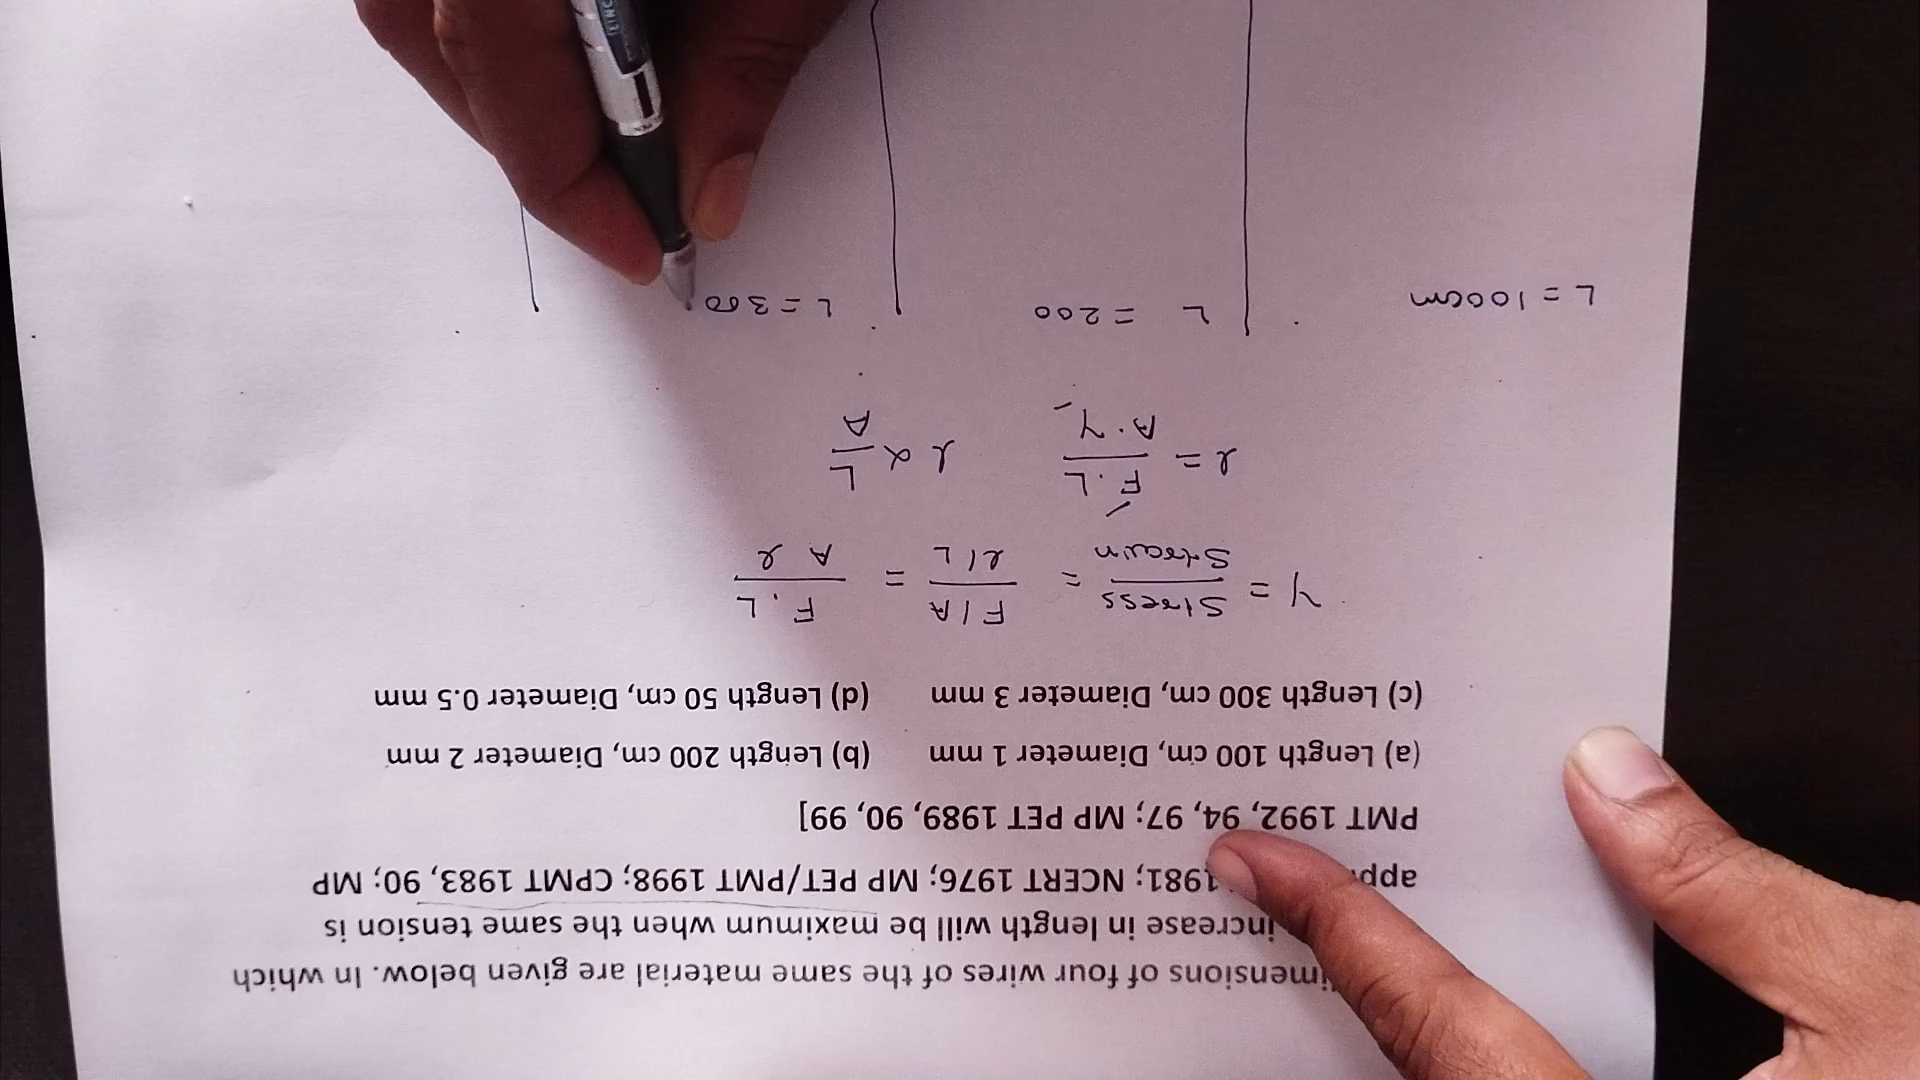 imensions of four wires of the same material are given below. In which
increase in length will be maximum when the same tension is
app 1981; NCERT 1976; MP PET/PMT 1998; CPMT 1983, 90; MP
PMT 1992, 94, 97; MP PET 1989, 90, 99]
(a) Length 100 cm, Diameter 1 mm (b) Length 200 cm, Diameter 2 mm
(c) Length 300 cm, Diameter 3 mm (d) Length 50 cm, Diameter 0.5 mm
Y = Stress / Strain = F/A / l/L = F.L / A l
l = F.L / A.Y l α L / A
L = 100cm L = 200 L = 300